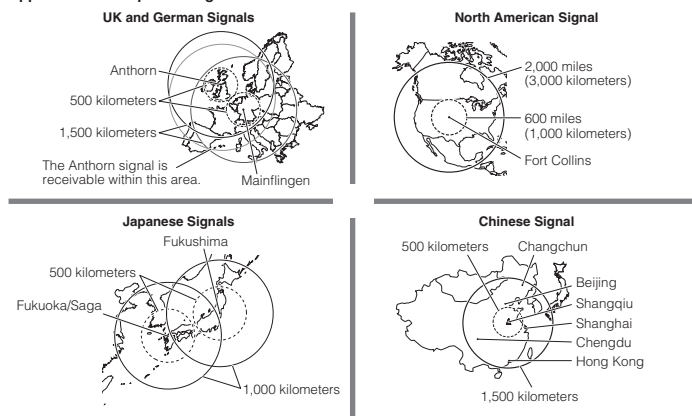 UK and German Signals
Anthorn
500 kilometers
1,500 kilometers
The Anthorn signal is
receivable within this area.
Mainflingen
North American Signal
2,000 miles
(3,000 kilometers)
600 miles
(1,000 kilometers)
Fort Collins
Japanese Signals
Fukushima
500 kilometers
Fukuoka/Saga
1,000 kilometers
Chinese Signal
500 kilometers
Changchun
Beijing
Shangqiu
Shanghai
Chengdu
Hong Kong
1,500 kilometers